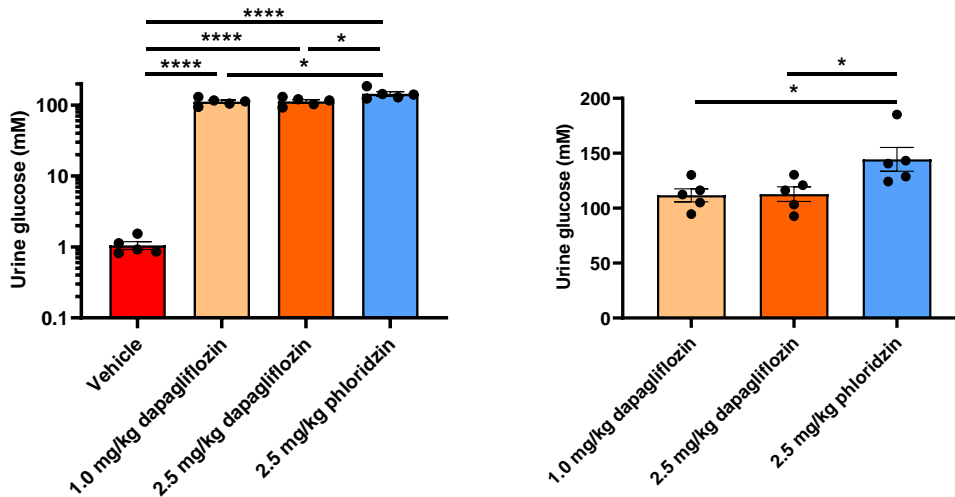 ****
****
*
****
*
Urine glucose (mM)
100
10
1
0.1
Vehicle
1.0 mg/kg dapagliflozin
2.5 mg/kg dapagliflozin
2.5 mg/kg phloridzin
*
*
Urine glucose (mM)
200
150
100
50
0
1.0 mg/kg dapagliflozin
2.5 mg/kg dapagliflozin
2.5 mg/kg phloridzin